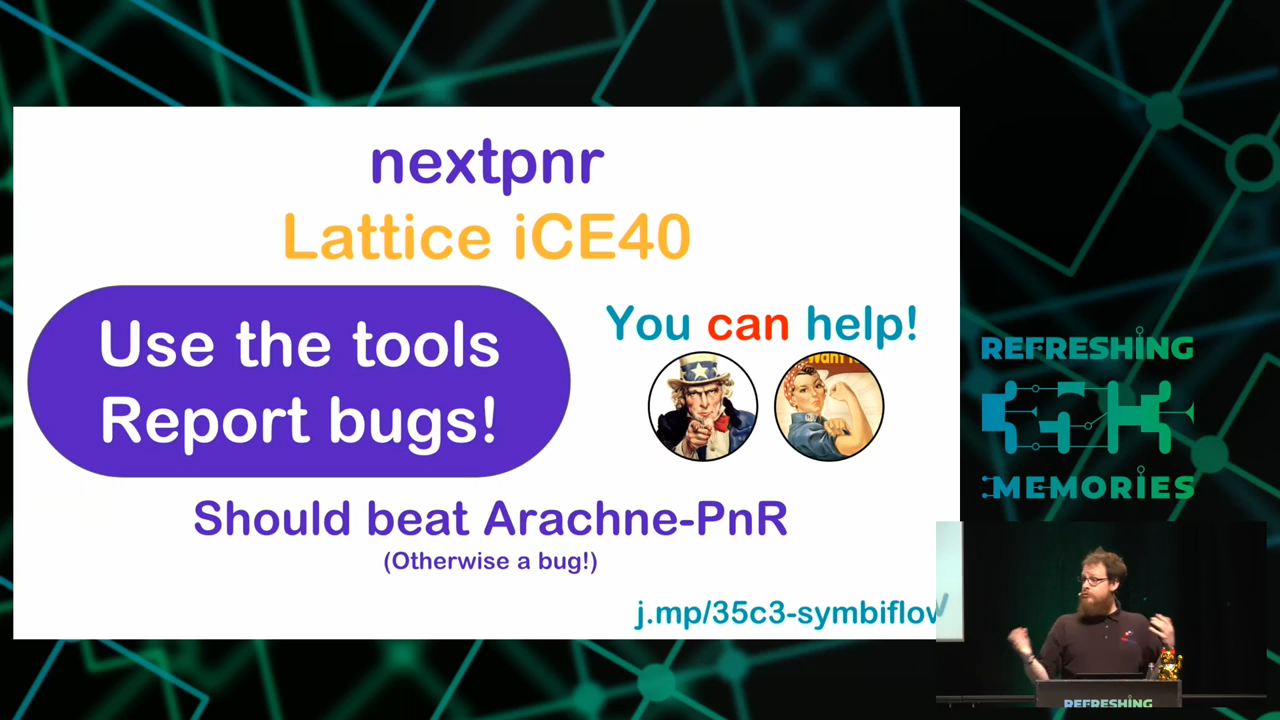 nextpnr
Lattice iCE40
Use the tools
Report bugs!
You can help!
Should beat Arachne-PnR
(Otherwise a bug!)
j.mp/35c3-symbiflow
REFRESHING
35C3
MEMORIES
REFRESHING